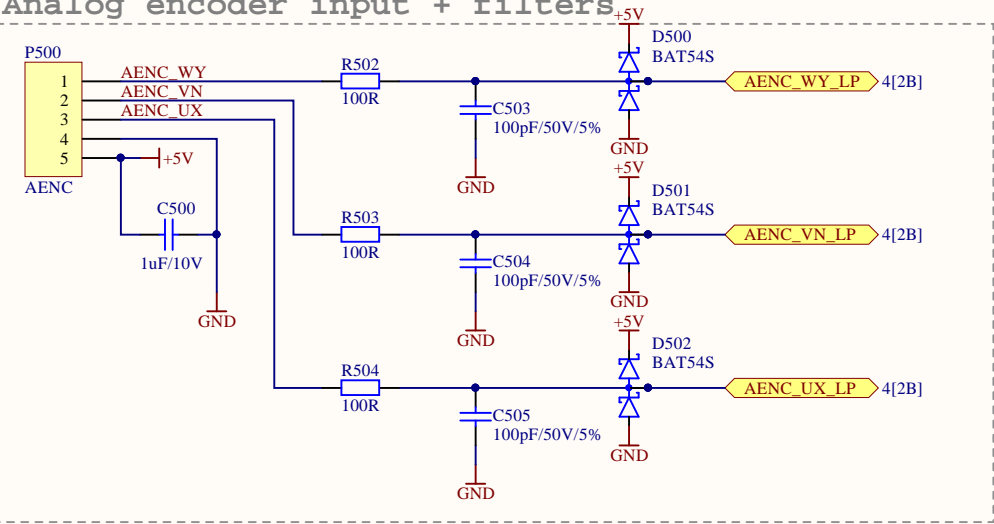 Analog encoder input + filters
P500
1
2
3
4
5
AENC
AENC_WY
AENC_VN
AENC_UX
+5V
C500
1uF/10V
GND
R502
100R
C503
100pF/50V/5%
GND
+5V
D500
BAT54S
GND
AENC_WY_LP 4[2B]
R503
100R
C504
100pF/50V/5%
GND
+5V
D501
BAT54S
GND
AENC_VN_LP 4[2B]
R504
100R
C505
100pF/50V/5%
GND
+5V
D502
BAT54S
GND
AENC_UX_LP 4[2B]